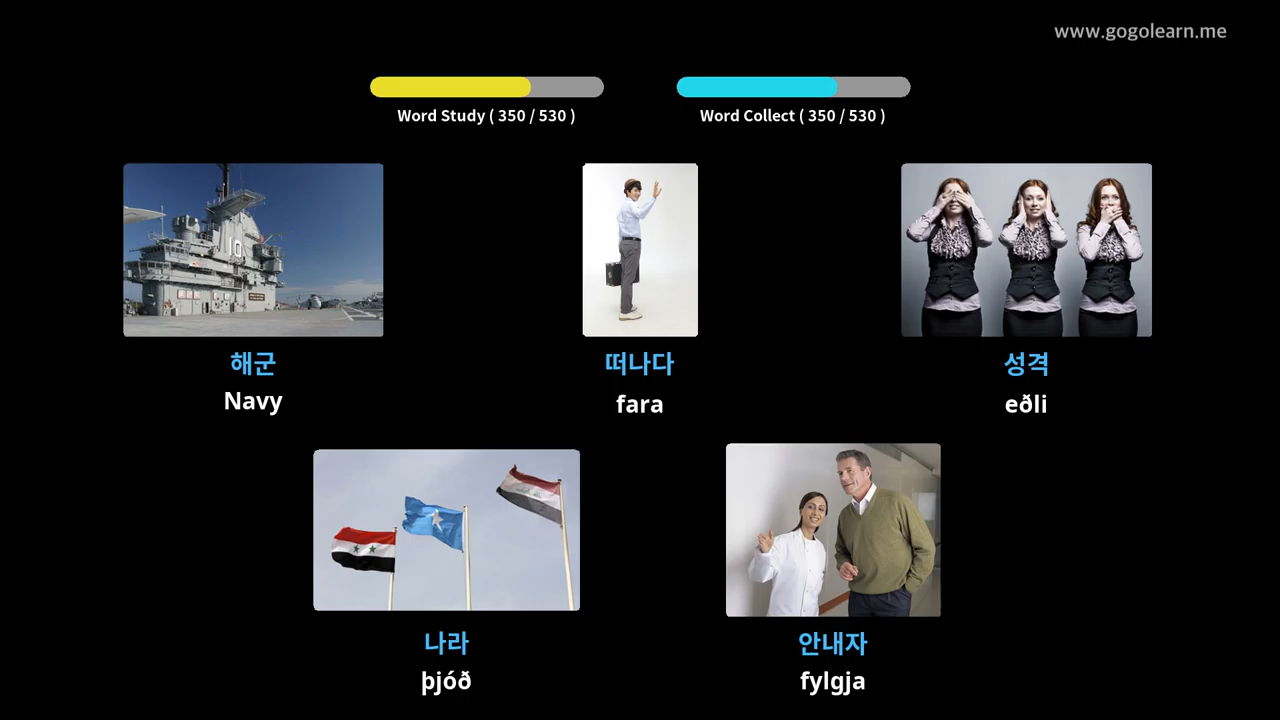 www.gogolearn.me
Word Study ( 350 / 530 )
Word Collect ( 350 / 530 )
10
해군
Navy
떠나다
fara
성격
eðli
나라
þjóð
안내자
fylgja